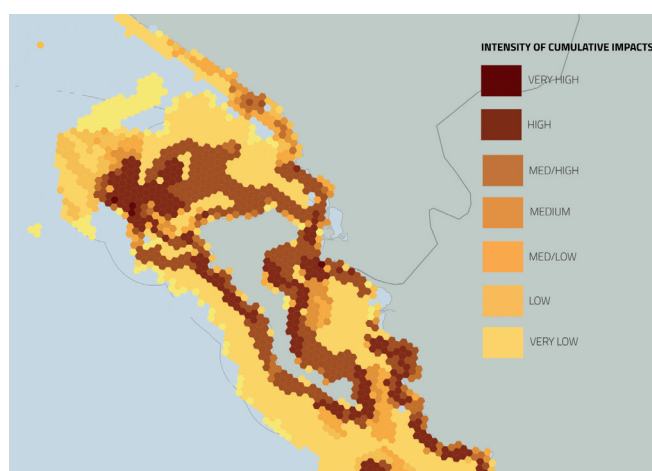 INTENSITY OF CUMULATIVE IMPACTS
VERY HIGH
HIGH
MED/HIGH
MEDIUM
MED/LOW
LOW
VERY LOW